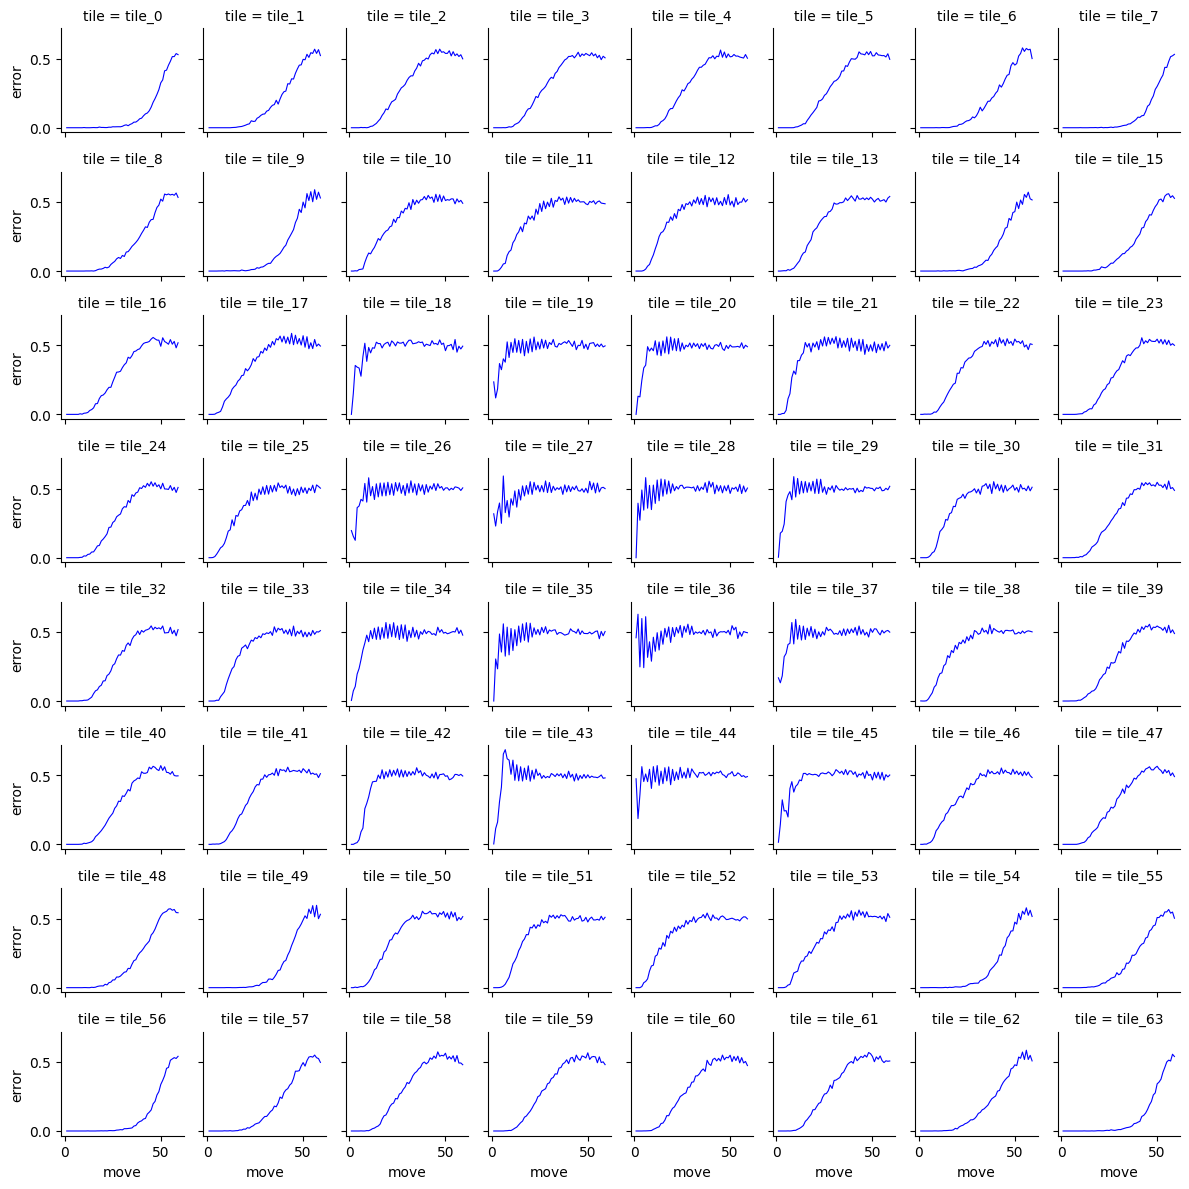 tile = tile_0 tile = tile_1 tile = tile_2 tile = tile_3 tile = tile_4 tile = tile_5 tile = tile_6 tile = tile_7
error 0.5 0.0
tile = tile_8 tile = tile_9 tile = tile_10 tile = tile_11 tile = tile_12 tile = tile_13 tile = tile_14 tile = tile_15
error 0.5 0.0
tile = tile_16 tile = tile_17 tile = tile_18 tile = tile_19 tile = tile_20 tile = tile_21 tile = tile_22 tile = tile_23
error 0.5 0.0
tile = tile_24 tile = tile_25 tile = tile_26 tile = tile_27 tile = tile_28 tile = tile_29 tile = tile_30 tile = tile_31
error 0.5 0.0
tile = tile_32 tile = tile_33 tile = tile_34 tile = tile_35 tile = tile_36 tile = tile_37 tile = tile_38 tile = tile_39
error 0.5 0.0
tile = tile_40 tile = tile_41 tile = tile_42 tile = tile_43 tile = tile_44 tile = tile_45 tile = tile_46 tile = tile_47
error 0.5 0.0
tile = tile_48 tile = tile_49 tile = tile_50 tile = tile_51 tile = tile_52 tile = tile_53 tile = tile_54 tile = tile_55
error 0.5 0.0
tile = tile_56 tile = tile_57 tile = tile_58 tile = tile_59 tile = tile_60 tile = tile_61 tile = tile_62 tile = tile_63
error 0.5 0.0
0 50 0 50 0 50 0 50 0 50 0 50 0 50 0 50
move move move move move move move move